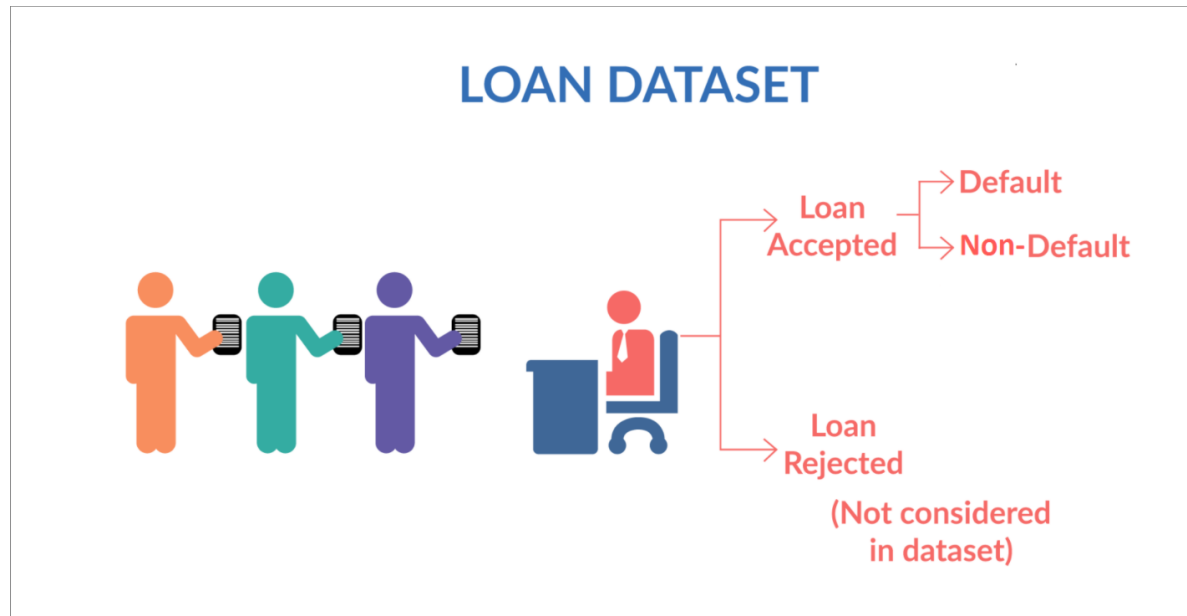 LOAN DATASET
Default
Loan
Accepted
Non-Default
Loan
Rejected
(Not considered
in dataset)